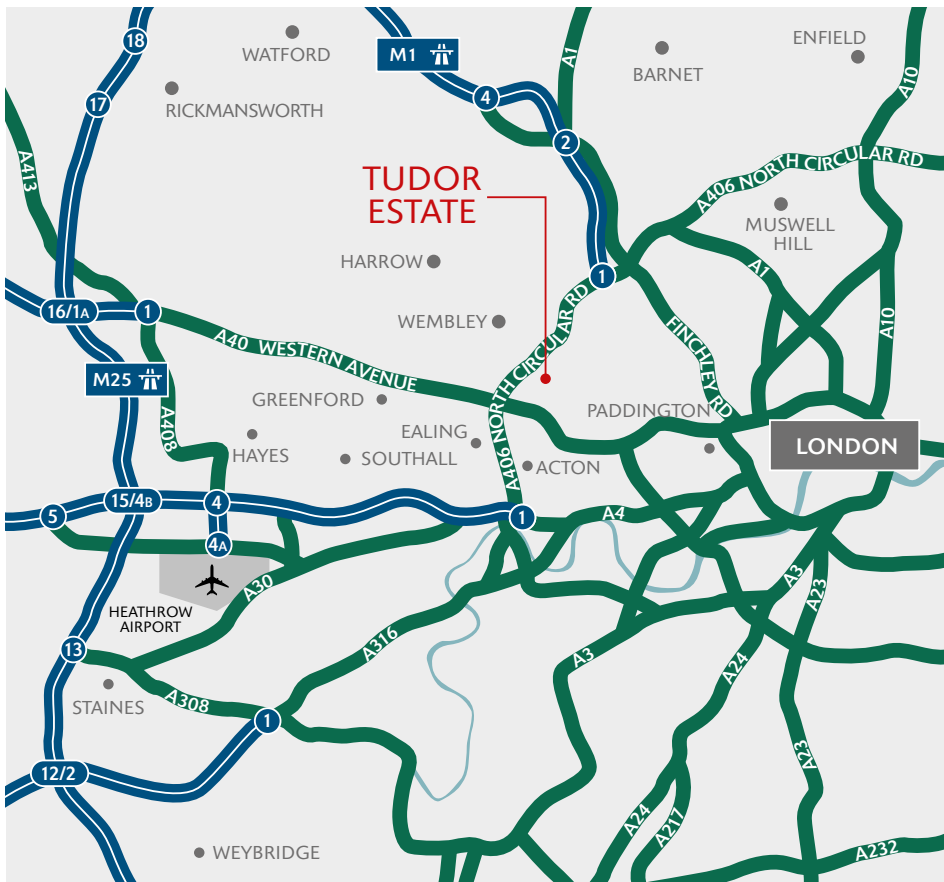 18
WATFORD
M1
A1
BARNET
ENFIELD
A10
17
RICKMANSWORTH
4
2
A413
TUDOR
ESTATE
A406 NORTH CIRCULAR RD
MUSWELL
HILL
HARROW
1
A1
16/1A
1
WEMBLEY
A406 NORTH CIRCULAR RD
FINCHLEY RD
A10
A40 WESTERN AVENUE
M25
GREENFORD
PADDINGTON
A408
HAYES
EALING
SOUTHALL
ACTON
LONDON
5
15/4B
4
1
A4
4A
HEATHROW
AIRPORT
A30
A3
A23
13
A316
A3
A24
STAINES
A308
1
12/2
A23
A24
A217
WEYBRIDGE
A232